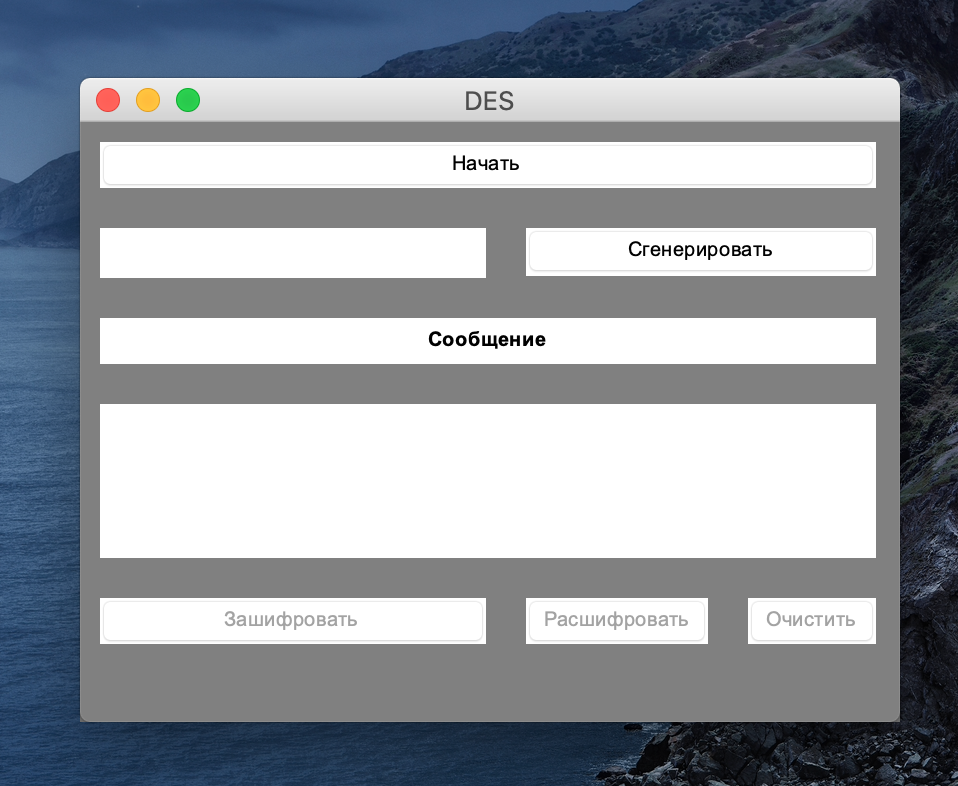 DES
Начать
Сгенерировать
Сообщение
Зашифровать
Расшифровать
Очистить